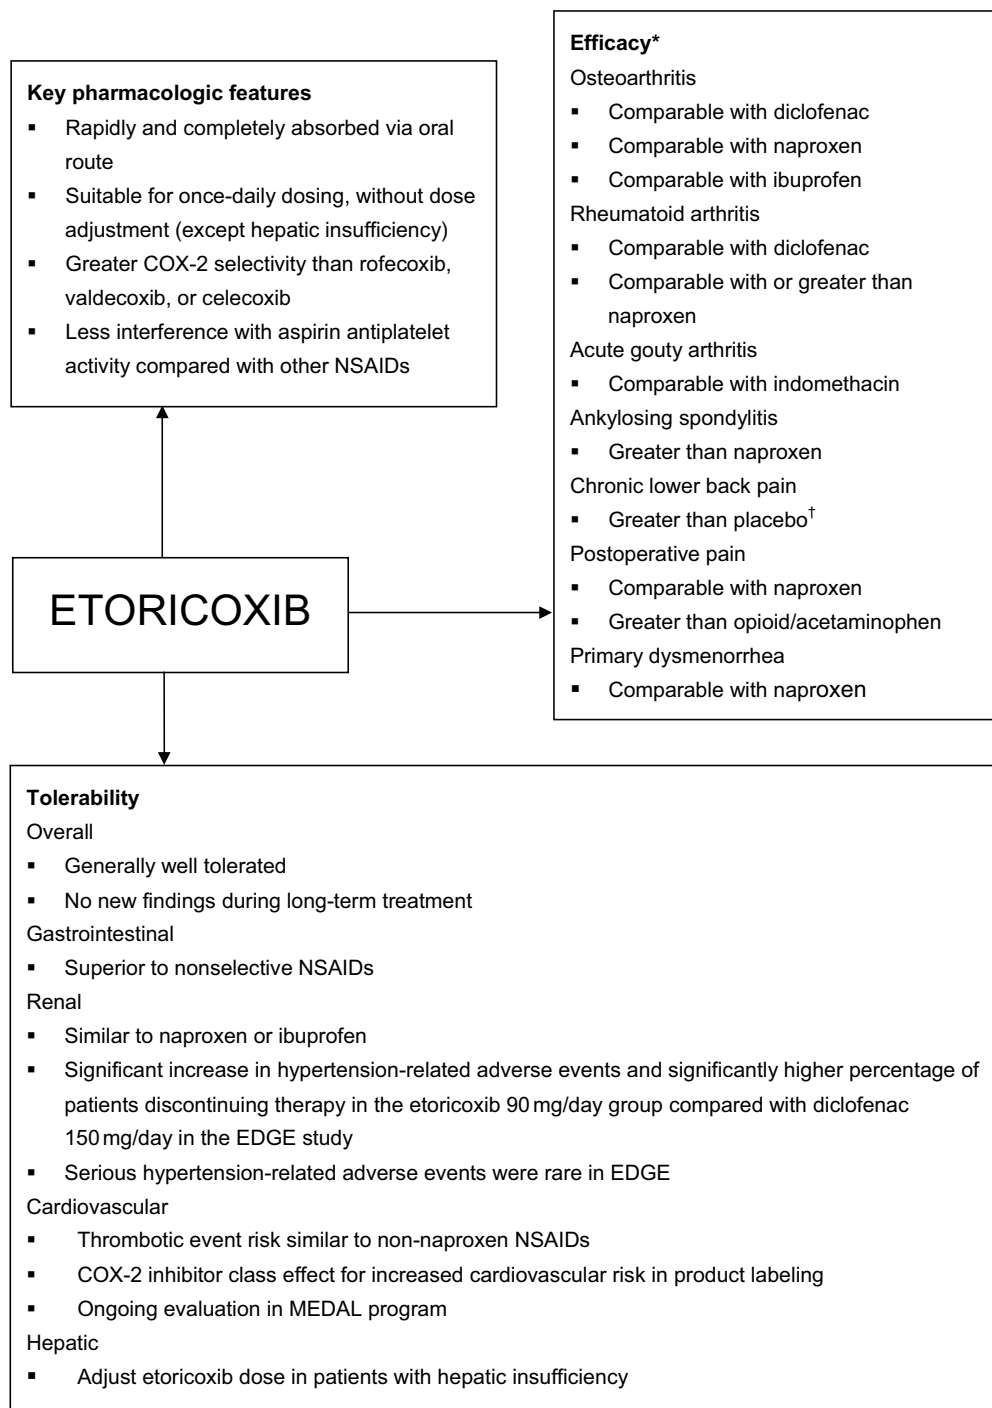 Key pharmacologic features
▪ Rapidly and completely absorbed via oral
route
▪ Suitable for once-daily dosing, without dose
adjustment (except hepatic insufficiency)
▪ Greater COX-2 selectivity than rofecoxib,
valdecoxib, or celecoxib
▪ Less interference with aspirin antiplatelet
activity compared with other NSAIDs
Efficacy*
Osteoarthritis
▪ Comparable with diclofenac
▪ Comparable with naproxen
▪ Comparable with ibuprofen
Rheumatoid arthritis
▪ Comparable with diclofenac
▪ Comparable with or greater than
naproxen
Acute gouty arthritis
▪ Comparable with indomethacin
Ankylosing spondylitis
▪ Greater than naproxen
Chronic lower back pain
▪ Greater than placebo†
Postoperative pain
▪ Comparable with naproxen
▪ Greater than opioid/acetaminophen
Primary dysmenorrhea
▪ Comparable with naproxen
ETORICOXIB
Tolerability
Overall
▪ Generally well tolerated
▪ No new findings during long-term treatment
Gastrointestinal
▪ Superior to nonselective NSAIDs
Renal
▪ Similar to naproxen or ibuprofen
▪ Significant increase in hypertension-related adverse events and significantly higher percentage of
patients discontinuing therapy in the etoricoxib 90 mg/day group compared with diclofenac
150 mg/day in the EDGE study
▪ Serious hypertension-related adverse events were rare in EDGE
Cardiovascular
▪ Thrombotic event risk similar to non-naproxen NSAIDs
▪ COX-2 inhibitor class effect for increased cardiovascular risk in product labeling
▪ Ongoing evaluation in MEDAL program
Hepatic
▪ Adjust etoricoxib dose in patients with hepatic insufficiency